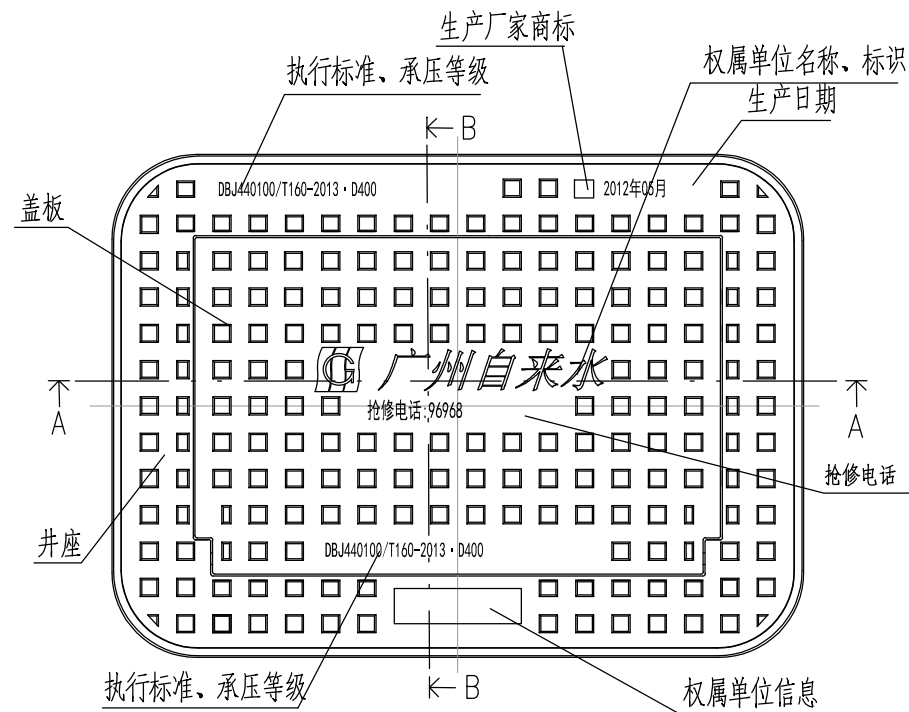 生产厂家商标
执行标准、承压等级
权属单位名称、标识
生产日期
B
DBJ440100/T160-2013·D400
2012年05月
盖板
G 广州自来水
A
A
抢修电话:96968
抢修电话
井座
DBJ440100/T160-2013·D400
执行标准、承压等级
B
权属单位信息